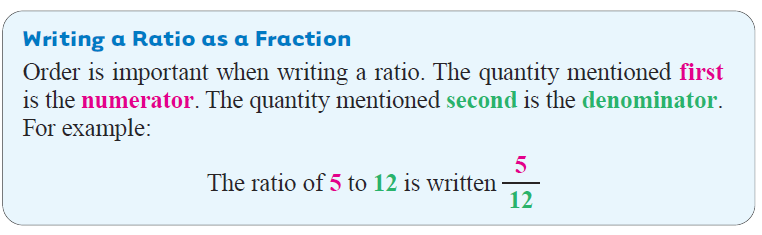 Writing a Ratio as a Fraction
Order is important when writing a ratio. The quantity mentioned first
is the numerator. The quantity mentioned second is the denominator.
For example:
The ratio of 5 to 12 is written 5/12